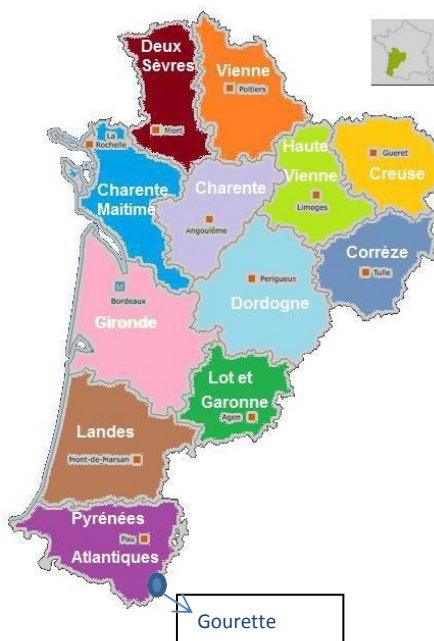 Deux
Sèvres
Vienne
Poitiers
Niort
La
Rochelle
Charente
Maitime
Charente
Angoulême
Haute
Vienne
Limoges
Gueret
Creuse
Corrèze
Tulle
Perigueux
Dordogne
M
Bordeaux
Gironde
Lot et
Garonne
Agen
Landes
Mont-de-Marsan
Pyrénées
Pau
Atlantiques
Gourette